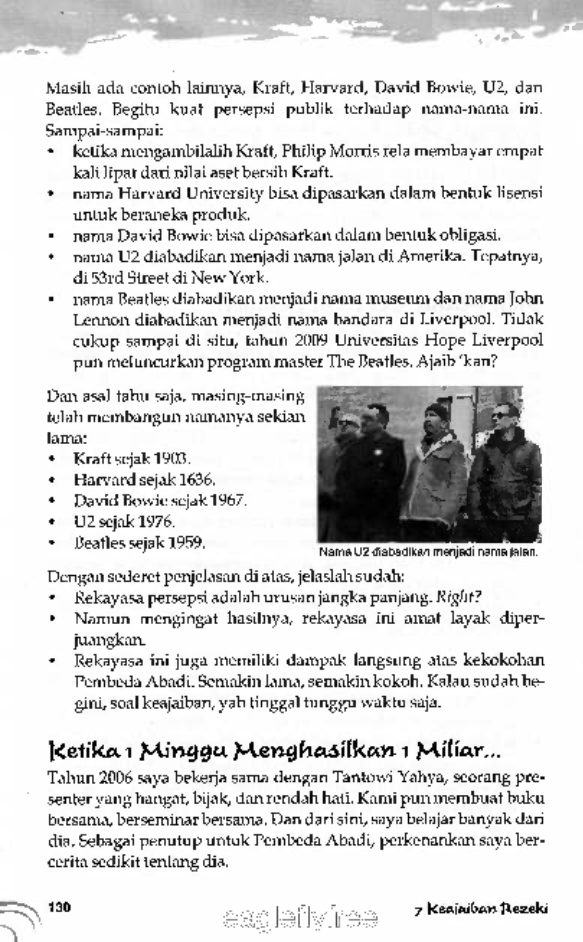 Masih ada contoh lainnya, Kraft, Harvard, David Bowie, U2, dan
Beatles. Begitu kuat persepsi publik terhadap nama-nama ini.
Sampai-sampai:
• ketika mengambilalih Kraft, Philip Morris rela membayar empat
kali lipat dari nilai aset bersih Kraft.
• nama Harvard University bisa dipasarkan dalam bentuk lisensi
untuk beraneka produk.
• nama David Bowie bisa dipasarkan dalam bentuk obligasi.
• nama U2 diabadikan menjadi nama jalan di Amerika. Tepatnya,
di 53rd Street di New York.
• nama Beatles diabadikan menjadi nama museum dan nama John
Lennon diabadikan menjadi nama bandara di Liverpool. Tidak
cukup sampai di situ, tahun 2009 Universitas Hope Liverpool
pun meluncurkan program master The Beatles. Ajaib 'kan?
Dan asal tahu saja, masing-masing
telah membangun namanya sekian
lama:
• Kraft sejak 1903.
• Harvard sejak 1636.
• David Bowie sejak 1967.
• U2 sejak 1976.
• Beatles sejak 1959.
Nama U2 diabadikan menjadi nama jalan.
Dengan sederet penjelasan di atas, jelaslah sudah:
• Rekayasa persepsi adalah urusan jangka panjang. Right?
• Namun mengingat hasilnya, rekayasa ini amat layak diper-
juangkan.
• Rekayasa ini juga memiliki dampak langsung atas kekokohan
Pembeda Abadi. Semakin lama, semakin kokoh. Kalau sudah be-
gini, soal keajaiban, yah tinggal tunggu waktu saja.
Ketika 1 Minggu Menghasilkan 1 Miliar...
Tahun 2006 saya bekerja sama dengan Tantowi Yahya, seorang pre-
senter yang hangat, bijak, dan rendah hati. Kami pun membuat buku
bersama, berseminar bersama. Dan dari sini, saya belajar banyak dari
dia. Sebagai penutup untuk Pembeda Abadi, perkenankan saya ber-
cerita sedikit tentang dia.
130
eagleflyfree
7 Keajaiban Rezeki